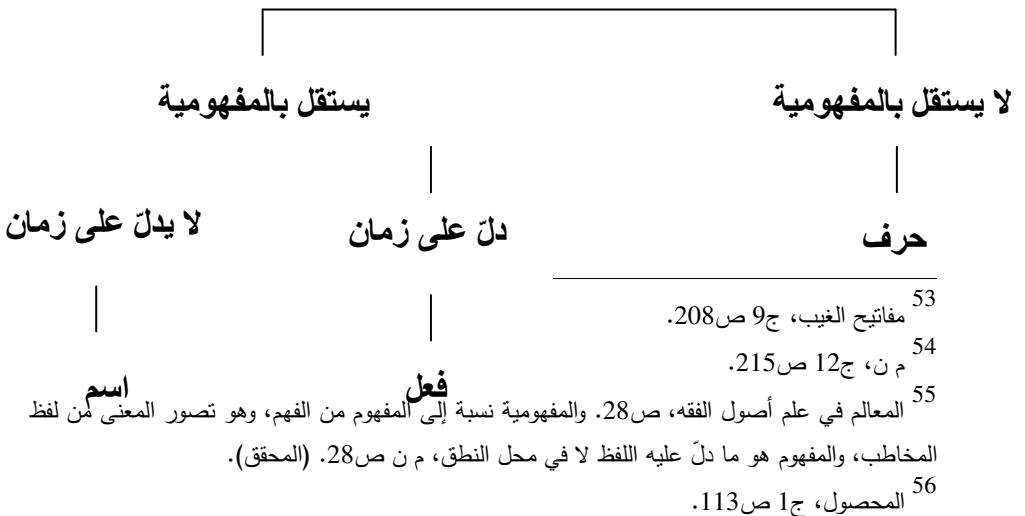 لا يستقل بالمفهومية يستقل بالمفهومية
حرف دلّ على زمان لا يدلّ على زمان
فعل اسم
53 مفاتيح الغيب، ج9 ص208.
54 م ن، ج12 ص215.
55 المعالم في علم أصول الفقه، ص28. والمفهومية نسبة إلى المفهوم من الفهم، وهو تصور المعنى من لفظ
المخاطب، والمفهوم هو ما دلّ عليه اللفظ لا في محل النطق، م ن ص28. (المحقق).
56 المحصول، ج1 ص113.